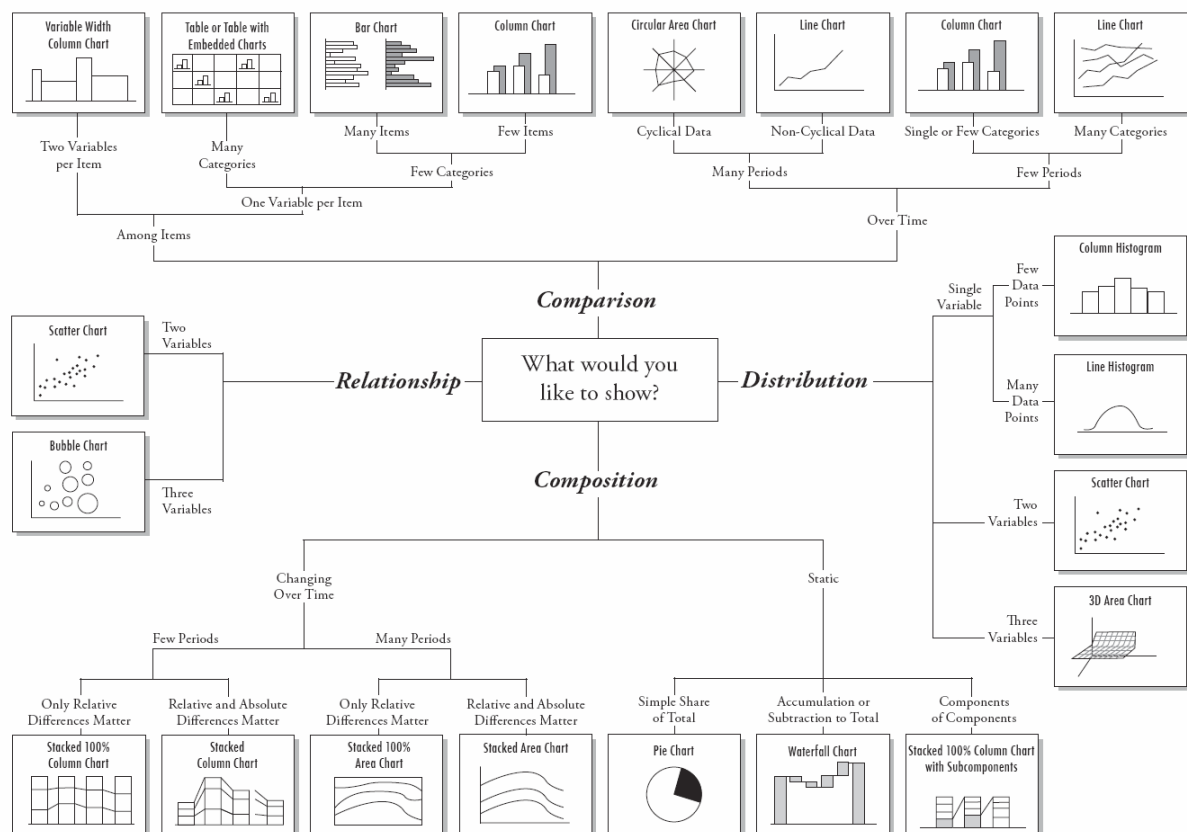 Variable Width
Column Chart
Table or Table with
Embedded Charts
Bar Chart
Column Chart
Circular Area Chart
Line Chart
Column Chart
Line Chart
Two Variables
per Item
Many
Categories
Many Items
Few Items
Cyclical Data
Non-Cyclical Data
Single or Few Categories
Many Categories
Few Categories
Many Periods
Few Periods
One Variable per Item
Over Time
Among Items
Comparison
Scatter Chart
Two
Variables
Bubble Chart
Three
Variables
Relationship
What would you
like to show?
Distribution
Single
Variable
Few
Data
Points
Column Histogram
Many
Data
Points
Line Histogram
Two
Variables
Scatter Chart
Three
Variables
3D Area Chart
Composition
Changing
Over Time
Static
Few Periods
Many Periods
Only Relative
Differences Matter
Relative and Absolute
Differences Matter
Only Relative
Differences Matter
Relative and Absolute
Differences Matter
Simple Share
of Total
Accumulation or
Subtraction to Total
Components
of Components
Stacked 100%
Column Chart
Stacked
Column Chart
Stacked 100%
Area Chart
Stacked Area Chart
Pie Chart
Waterfall Chart
Stacked 100% Column Chart
with Subcomponents